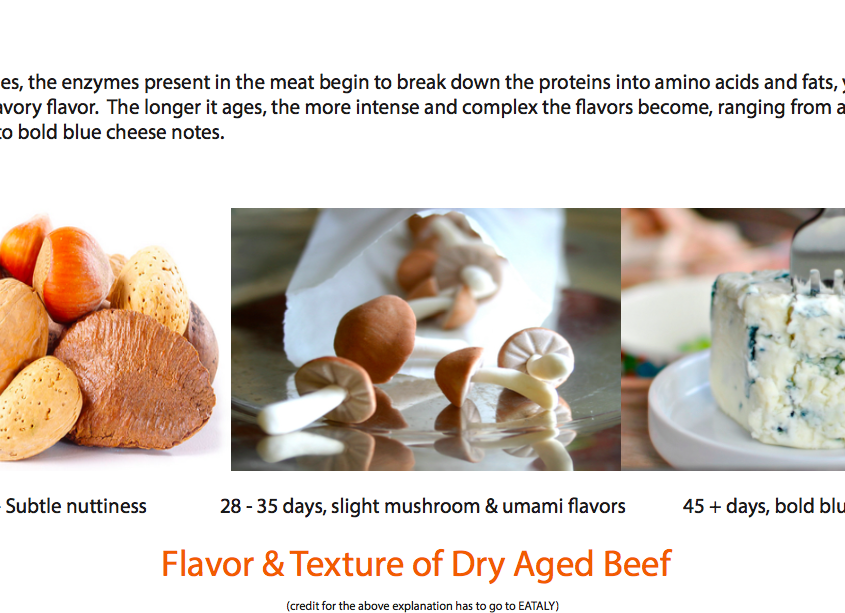 es, the enzymes present in the meat begin to break down the proteins into amino acids and fats,
avory flavor. The longer it ages, the more intense and complex the flavors become, ranging from a
to bold blue cheese notes.
- Subtle nuttiness
28 - 35 days, slight mushroom & umami flavors
45 + days, bold blu
Flavor & Texture of Dry Aged Beef
(credit for the above explanation has to go to EATALY)